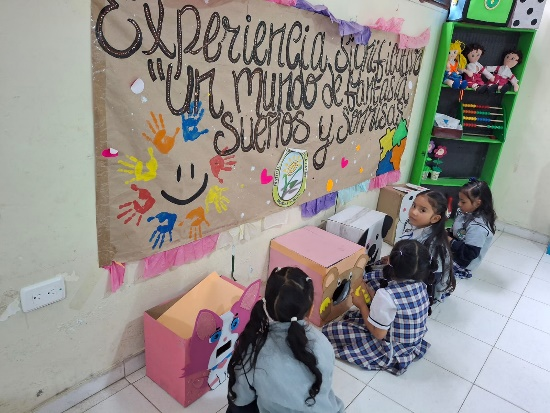 Experiencia Significativa
"Un mundo de fantasía
sueños y sonrisas"